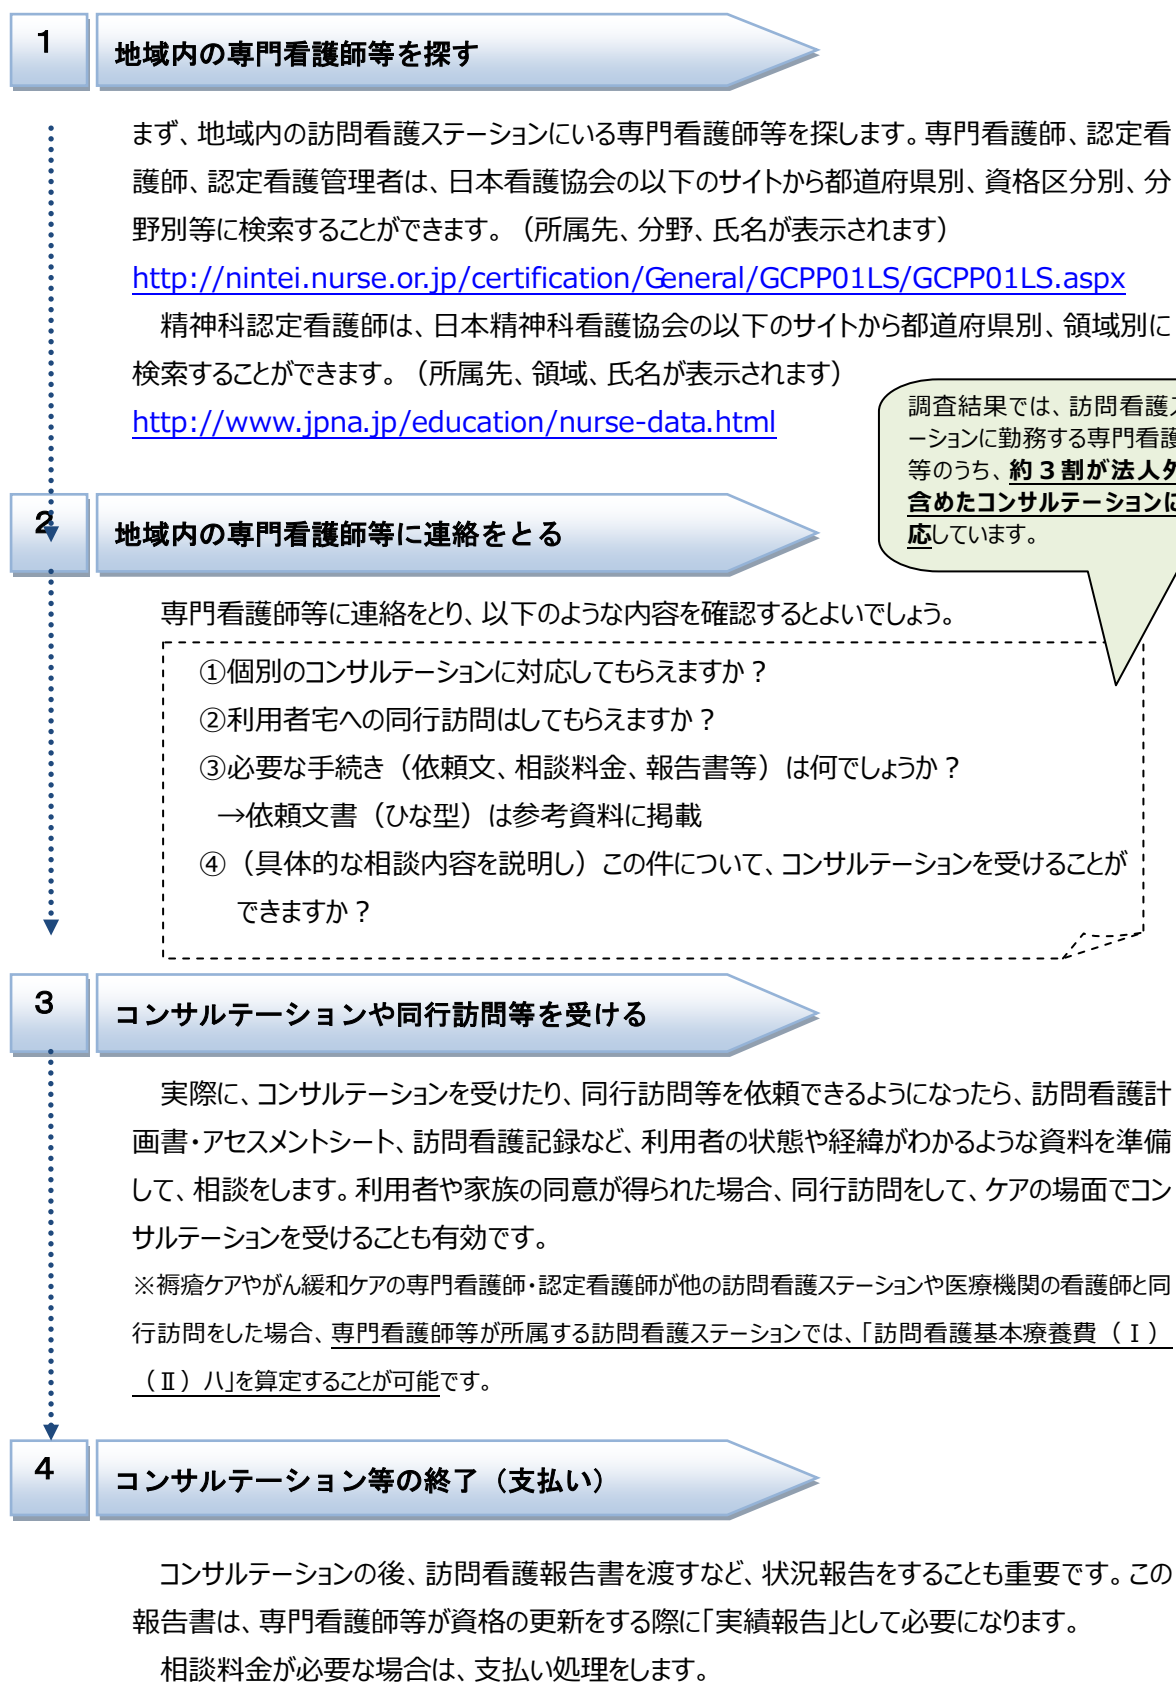 1
地域内の専門看護師等を探す
まず、地域内の訪問看護ステーションにいる専門看護師等を探します。専門看護師、認定看
護師、認定看護管理者は、日本看護協会の以下のサイトから都道府県別、資格区分別、分
野別等に検索することができます。（所属先、分野、氏名が表示されます）
http://nintei.nurse.or.jp/certification/General/GCPP01LS/GCPP01LS.aspx
精神科認定看護師は、日本精神科看護協会の以下のサイトから都道府県別、領域別に
検索することができます。（所属先、領域、氏名が表示されます）
http://www.jpna.jp/education/nurse-data.html
調査結果では、訪問看護
ーションに勤務する専門看護
等のうち、約３割が法人外
含めたコンサルテーションに
応しています。
2
地域内の専門看護師等に連絡をとる
専門看護師等に連絡をとり、以下のような内容を確認するとよいでしょう。
①個別のコンサルテーションに対応してもらえますか？
②利用者宅への同行訪問はしてもらえますか？
③必要な手続き（依頼文、相談料金、報告書等）は何でしょうか？
→依頼文書（ひな型）は参考資料に掲載
④（具体的な相談内容を説明し）この件について、コンサルテーションを受けることが
できますか？
3
コンサルテーションや同行訪問等を受ける
実際に、コンサルテーションを受けたり、同行訪問等を依頼できるようになったら、訪問看護計
画書・アセスメントシート、訪問看護記録など、利用者の状態や経緯がわかるような資料を準備
して、相談をします。利用者や家族の同意が得られた場合、同行訪問をして、ケアの場面でコン
サルテーションを受けることも有効です。
※褥瘡ケアやがん緩和ケアの専門看護師・認定看護師が他の訪問看護ステーションや医療機関の看護師と同
行訪問をした場合、専門看護師等が所属する訪問看護ステーションでは、「訪問看護基本療養費（Ⅰ）
（Ⅱ）ハ」を算定することが可能です。
4
コンサルテーション等の終了（支払い）
コンサルテーションの後、訪問看護報告書を渡すなど、状況報告をすることも重要です。この
報告書は、専門看護師等が資格の更新をする際に「実績報告」として必要になります。
相談料金が必要な場合は、支払い処理をします。